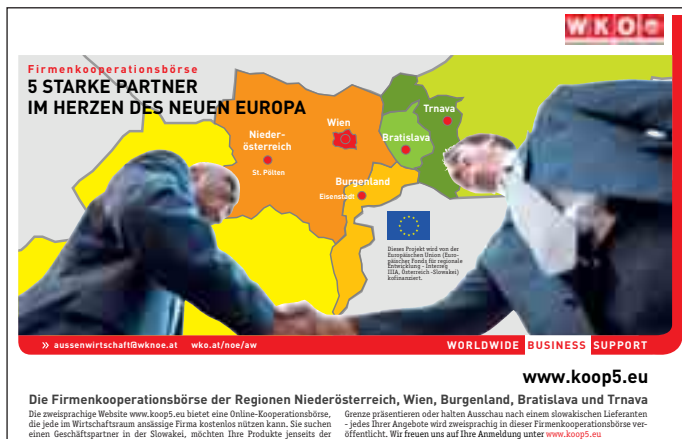 WKO
Firmenkooperationsbörse
5 STARKE PARTNER
IM HERZEN DES NEUEN EUROPA
Trnava
Wien
Bratislava
Nieder-
österreich
St. Pölten
Burgenland
Eisenstadt
Dieses Projekt wird von der
Europäischen Union (Euro-
päischer Fonds für regionale
Entwicklung - Interreg
IIIA, Österreich -Slowakei)
kofinanziert.
» aussenwirtschaft@wknoe.at wko.at/noe/aw
WORLDWIDE BUSINESS SUPPORT
www.koop5.eu
Die Firmenkooperationsbörse der Regionen Niederösterreich, Wien, Burgenland, Bratislava und Trnava
Die zweisprachige Website www.koop5.eu bietet eine Online-Kooperationsbörse,
die jede im Wirtschaftsraum ansässige Firma kostenlos nützen kann. Sie suchen
einen Geschäftspartner in der Slowakei, möchten Ihre Produkte jenseits der
Grenze präsentieren oder halten Ausschau nach einem slowakischen Lieferanten
- jedes Ihrer Angebote wird zweisprachig in dieser Firmenkooperationsbörse ver-
öffentlicht. Wir freuen uns auf Ihre Anmeldung unter www.koop5.eu